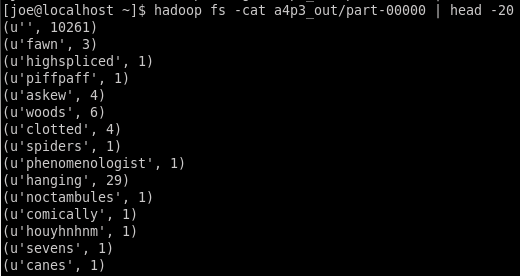 [joe@localhost ~]$ hadoop fs -cat a4p3_out/part-00000 | head -20
(u'', 10261)
(u'fawn', 3)
(u'highspliced', 1)
(u'piffpaff', 1)
(u'askew', 4)
(u'woods', 6)
(u'clotted', 4)
(u'spiders', 1)
(u'phenomenologist', 1)
(u'hanging', 29)
(u'noctambules', 1)
(u'comically', 1)
(u'houyhnhnm', 1)
(u'sevens', 1)
(u'canes', 1)